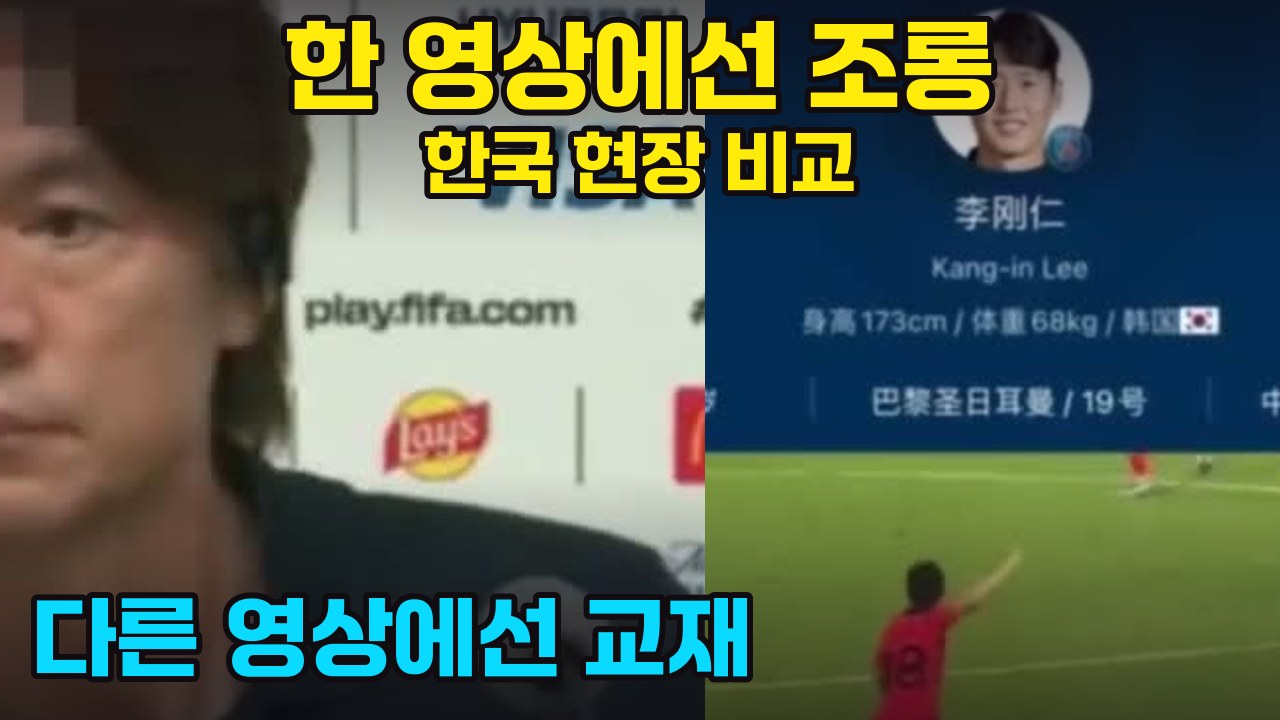 한 영상에선 조롱
한국 현장 비교
VISA
李刚仁
Kang-in Lee
play.fifa.com
身高173cm / 体重68kg / 韩国
Lay's
巴黎圣日耳曼 / 19号
18
다른 영상에선 교재